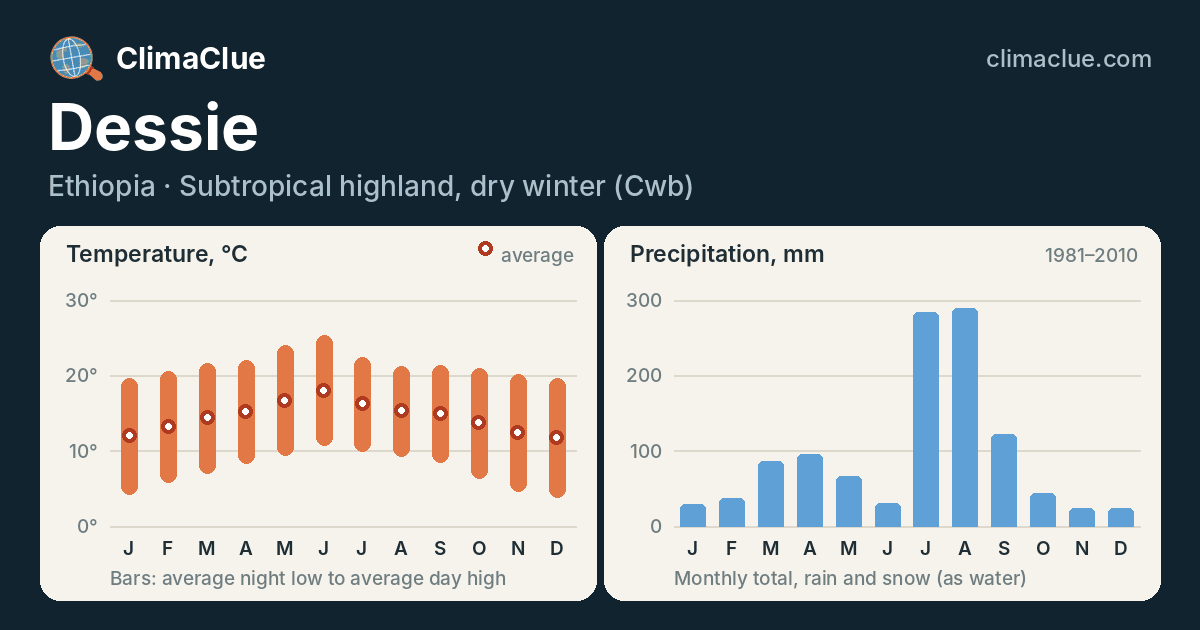 ClimaClue
climaclue.com
Dessie
Ethiopia · Subtropical highland, dry winter (Cwb)
Temperature, °C
average
30°
20°
10°
0°
J F M A M J J A S O N D
Bars: average night low to average day high
Precipitation, mm
1981–2010
300
200
100
0
J F M A M J J A S O N D
Monthly total, rain and snow (as water)